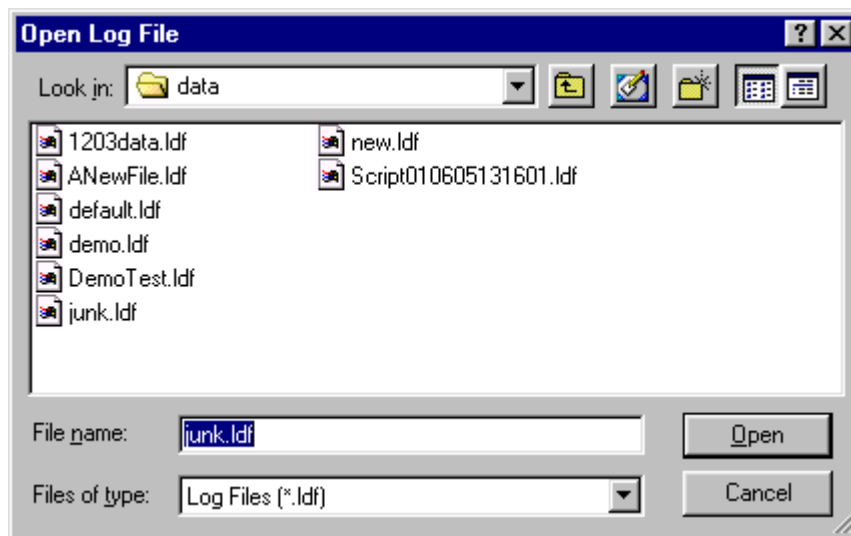 Open Log File
Look in: data
1203data.ldf
ANewFile.ldf
default.ldf
demo.ldf
DemoTest.ldf
junk.ldf
new.ldf
Script010605131601.ldf
File name: junk.ldf
Open
Files of type: Log Files (*.ldf)
Cancel